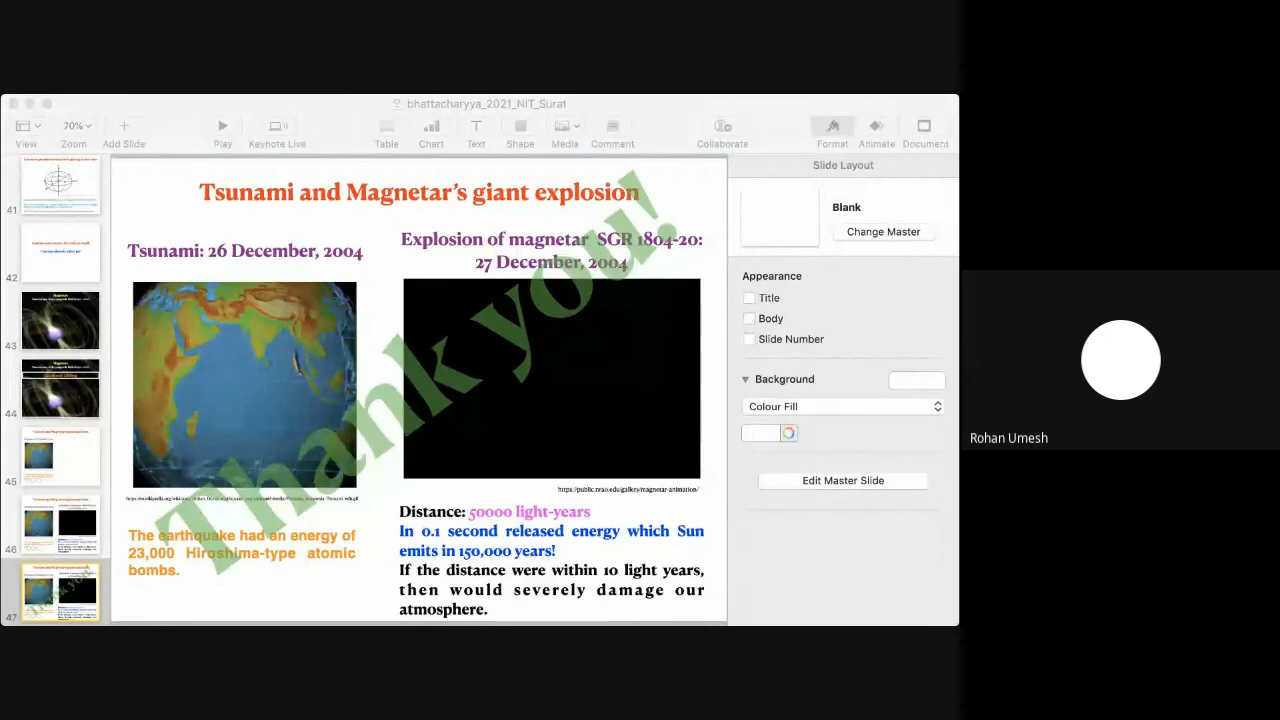 bhattacharyya_2021_NIT_Surat
70%
View Zoom Add Slide Play Keynote Live Table Chart Text Shape Media Comment Collaborate Format Animate Document
41
42
43
44
45
46
47
Tsunami and Magnetar's giant explosion
Tsunami: 26 December, 2004
Explosion of magnetar SGR 1804-20:
27 December, 2004
Thank you!
https://public.nrao.edu/gallery/magnetar-animation/
The earthquake had an energy of
23,000 Hiroshima-type atomic
bombs.
Distance: 50000 light-years
In 0.1 second released energy which Sun
emits in 150,000 years!
If the distance were within 10 light years,
then would severely damage our
atmosphere.
Slide Layout
Blank
Change Master
Appearance
Title
Body
Slide Number
Background
Colour Fill
Edit Master Slide
Rohan Umesh